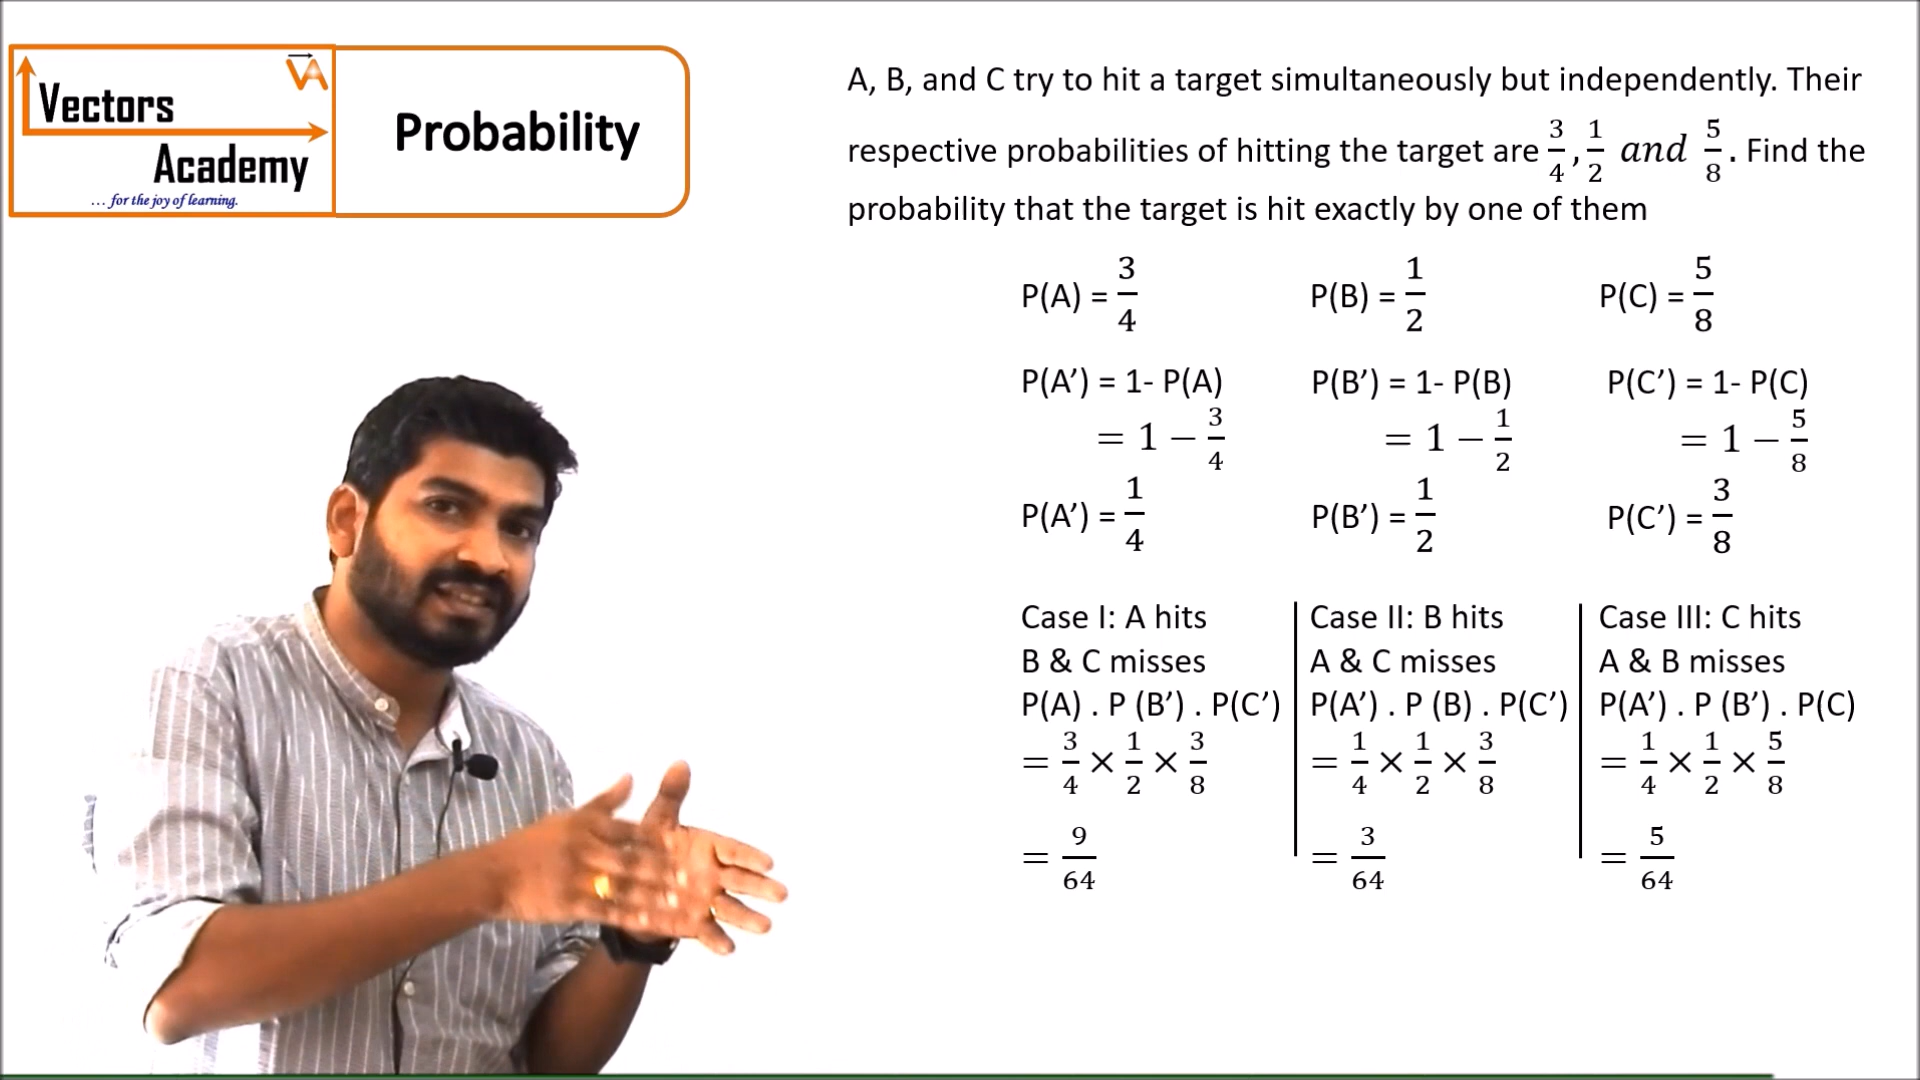 Vectors
VA
Academy
... for the joy of learning.
Probability
A, B, and C try to hit a target simultaneously but independently. Their
respective probabilities of hitting the target are 3/4, 1/2 and 5/8. Find the
probability that the target is hit exactly by one of them
P(A) = 3/4 P(B) = 1/2 P(C) = 5/8
P(A’) = 1- P(A) P(B’) = 1- P(B) P(C’) = 1- P(C)
= 1 − 3/4 = 1 − 1/2 = 1 − 5/8
P(A’) = 1/4 P(B’) = 1/2 P(C’) = 3/8
Case I: A hits
B & C misses
P(A) . P (B’) . P(C’)
= 3/4 × 1/2 × 3/8
= 9/64
Case II: B hits
A & C misses
P(A’) . P (B) . P(C’)
= 1/4 × 1/2 × 3/8
= 3/64
Case III: C hits
A & B misses
P(A’) . P (B’) . P(C)
= 1/4 × 1/2 × 5/8
= 5/64